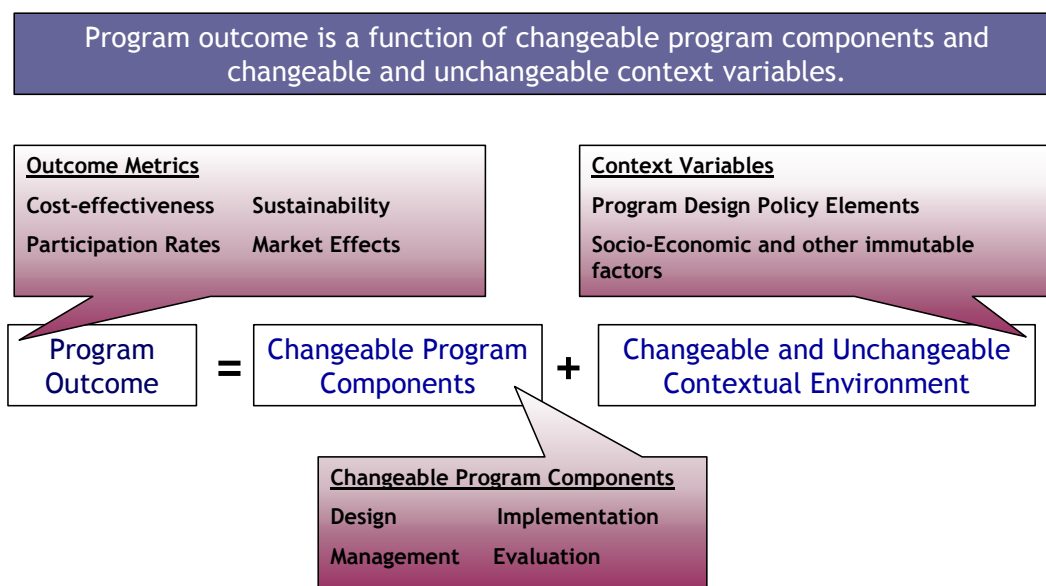 Program outcome is a function of changeable program components and
changeable and unchangeable context variables.
Outcome Metrics
Cost-effectiveness Sustainability
Participation Rates Market Effects
Context Variables
Program Design Policy Elements
Socio-Economic and other immutable
factors
Program
Outcome
=
Changeable Program
Components
+
Changeable and Unchangeable
Contextual Environment
Changeable Program Components
Design Implementation
Management Evaluation